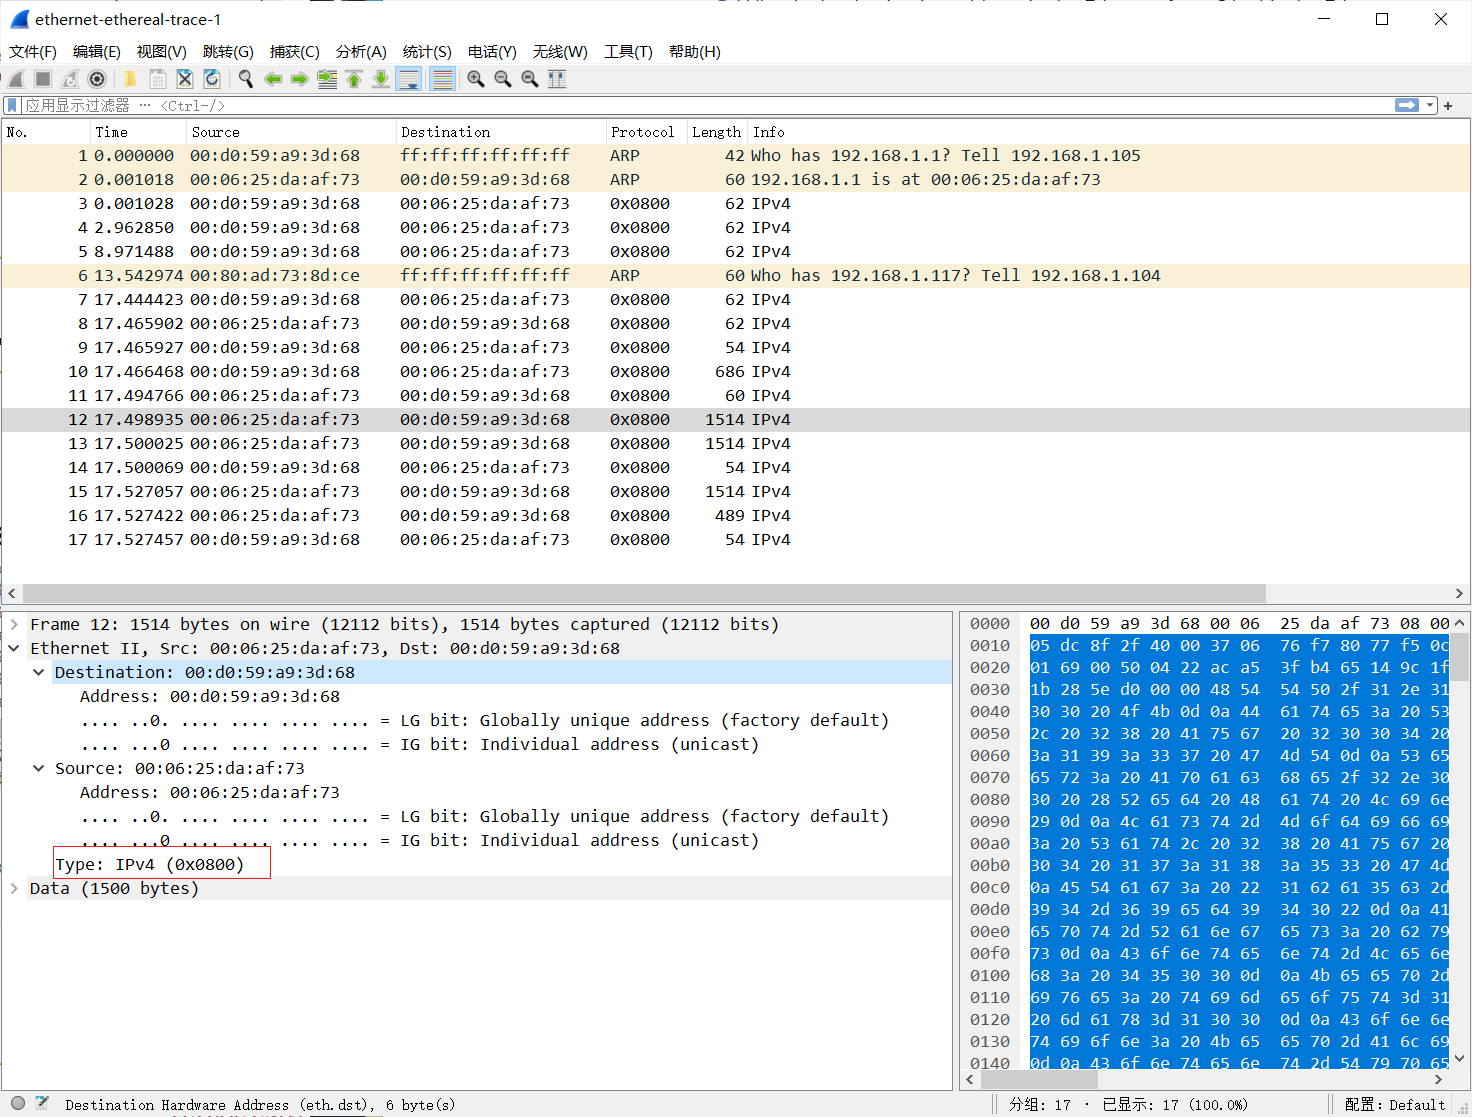 ethernet-ethereal-trace-1
文件(F) 编辑(E) 视图(V) 跳转(G) 捕获(C) 分析(A) 统计(S) 电话(Y) 无线(W) 工具(T) 帮助(H)
应用显示过滤器 … <Ctrl-/>
No. Time Source Destination Protocol Length Info
1 0.000000 00:d0:59:a9:3d:68 ff:ff:ff:ff:ff:ff ARP 42 Who has 192.168.1.1? Tell 192.168.1.105
2 0.001018 00:06:25:da:af:73 00:d0:59:a9:3d:68 ARP 60 192.168.1.1 is at 00:06:25:da:af:73
3 0.001028 00:d0:59:a9:3d:68 00:06:25:da:af:73 0x0800 62 IPv4
4 2.962850 00:d0:59:a9:3d:68 00:06:25:da:af:73 0x0800 62 IPv4
5 8.971488 00:d0:59:a9:3d:68 00:06:25:da:af:73 0x0800 62 IPv4
6 13.542974 00:80:ad:73:8d:ce ff:ff:ff:ff:ff:ff ARP 60 Who has 192.168.1.117? Tell 192.168.1.104
7 17.444423 00:d0:59:a9:3d:68 00:06:25:da:af:73 0x0800 62 IPv4
8 17.465902 00:06:25:da:af:73 00:d0:59:a9:3d:68 0x0800 62 IPv4
9 17.465927 00:d0:59:a9:3d:68 00:06:25:da:af:73 0x0800 54 IPv4
10 17.466468 00:d0:59:a9:3d:68 00:06:25:da:af:73 0x0800 686 IPv4
11 17.494766 00:06:25:da:af:73 00:d0:59:a9:3d:68 0x0800 60 IPv4
12 17.498935 00:06:25:da:af:73 00:d0:59:a9:3d:68 0x0800 1514 IPv4
13 17.500025 00:06:25:da:af:73 00:d0:59:a9:3d:68 0x0800 1514 IPv4
14 17.500069 00:d0:59:a9:3d:68 00:06:25:da:af:73 0x0800 54 IPv4
15 17.527057 00:06:25:da:af:73 00:d0:59:a9:3d:68 0x0800 1514 IPv4
16 17.527422 00:06:25:da:af:73 00:d0:59:a9:3d:68 0x0800 489 IPv4
17 17.527457 00:d0:59:a9:3d:68 00:06:25:da:af:73 0x0800 54 IPv4
Frame 12: 1514 bytes on wire (12112 bits), 1514 bytes captured (12112 bits)
Ethernet II, Src: 00:06:25:da:af:73, Dst: 00:d0:59:a9:3d:68
Destination: 00:d0:59:a9:3d:68
Address: 00:d0:59:a9:3d:68
.... ..0. .... .... .... .... = LG bit: Globally unique address (factory default)
.... ...0 .... .... .... .... = IG bit: Individual address (unicast)
Source: 00:06:25:da:af:73
Address: 00:06:25:da:af:73
.... ..0. .... .... .... .... = LG bit: Globally unique address (factory default)
.... ...0 .... .... .... .... = IG bit: Individual address (unicast)
Type: IPv4 (0x0800)
Data (1500 bytes)
0000 00 d0 59 a9 3d 68 00 06 25 da af 73 08 00
0010 05 dc 8f 2f 40 00 37 06 76 f7 80 77 f5 0c
0020 01 69 00 50 04 22 ac a5 3f b4 65 14 9c 1f
0030 1b 28 5e d0 00 00 48 54 54 50 2f 31 2e 31
0040 30 30 20 4f 4b 0d 0a 44 61 74 65 3a 20 53
0050 2c 20 32 38 20 41 75 67 20 32 30 30 34 20
0060 3a 31 39 3a 33 37 20 47 4d 54 0d 0a 53 65
0070 65 72 3a 20 41 70 61 63 68 65 2f 32 2e 30
0080 30 20 28 52 65 64 20 48 61 74 20 4c 69 6e
0090 29 0d 0a 4c 61 73 74 2d 4d 6f 64 69 66 69
00a0 3a 20 53 61 74 2c 20 32 38 20 41 75 67 20
00b0 30 34 20 31 37 3a 31 38 3a 35 33 20 47 4d
00c0 0a 45 54 61 67 3a 20 22 31 62 61 35 63 2d
00d0 39 34 2d 36 39 65 64 39 34 30 22 0d 0a 41
00e0 65 70 74 2d 52 61 6e 67 65 73 3a 20 62 79
00f0 73 0d 0a 43 6f 6e 74 65 6e 74 2d 4c 65 6e
0100 68 3a 20 34 35 30 30 0d 0a 4b 65 65 70 2d
0110 69 76 65 3a 20 74 69 6d 65 6f 75 74 3d 31
0120 20 6d 61 78 3d 31 30 30 0d 0a 43 6f 6e 6e
0130 74 69 6f 6e 3a 20 4b 65 65 70 2d 41 6c 69
0140 0d 0a 43 6f 6e 74 65 6e 74 2d 54 79 70 65
Destination Hardware Address (eth.dst), 6 byte(s) 分组: 17 · 已显示: 17 (100.0%) 配置: Default